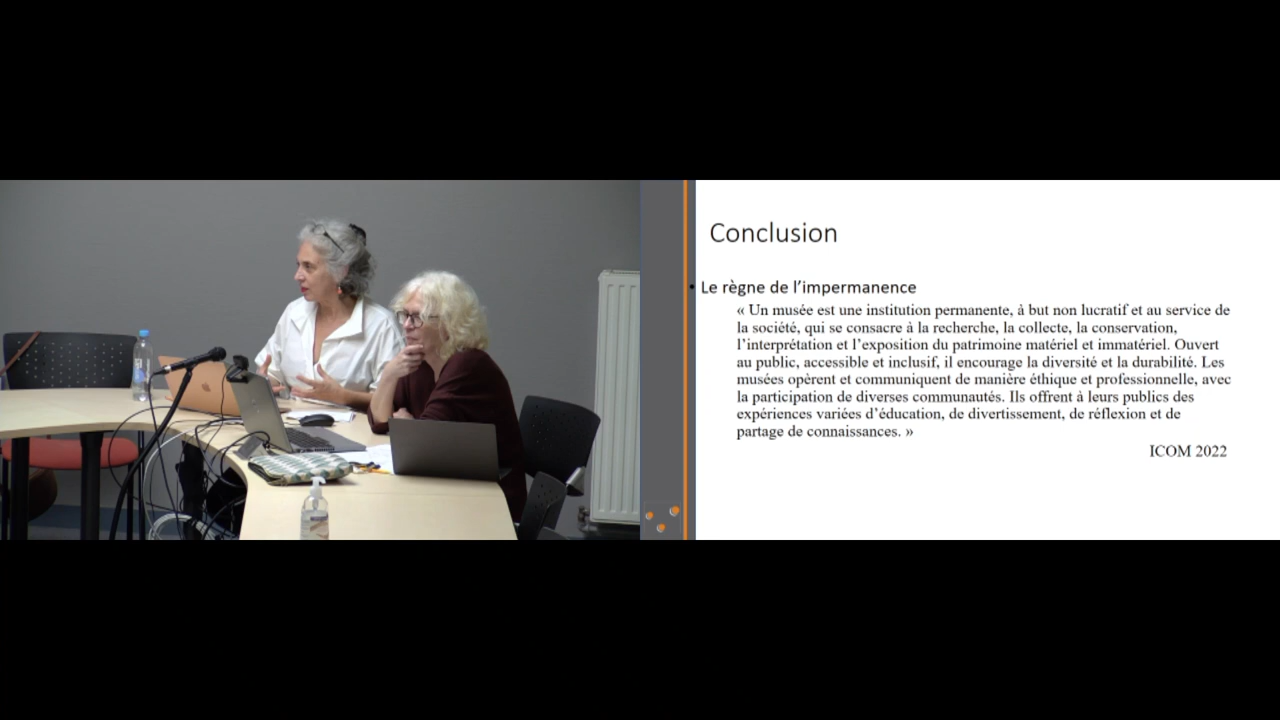 Conclusion
• Le règne de l’impermanence
« Un musée est une institution permanente, à but non lucratif et au service de
la société, qui se consacre à la recherche, la collecte, la conservation,
l’interprétation et l’exposition du patrimoine matériel et immatériel. Ouvert
au public, accessible et inclusif, il encourage la diversité et la durabilité. Les
musées opèrent et communiquent de manière éthique et professionnelle, avec
la participation de diverses communautés. Ils offrent à leurs publics des
expériences variées d’éducation, de divertissement, de réflexion et de
partage de connaissances. »
ICOM 2022